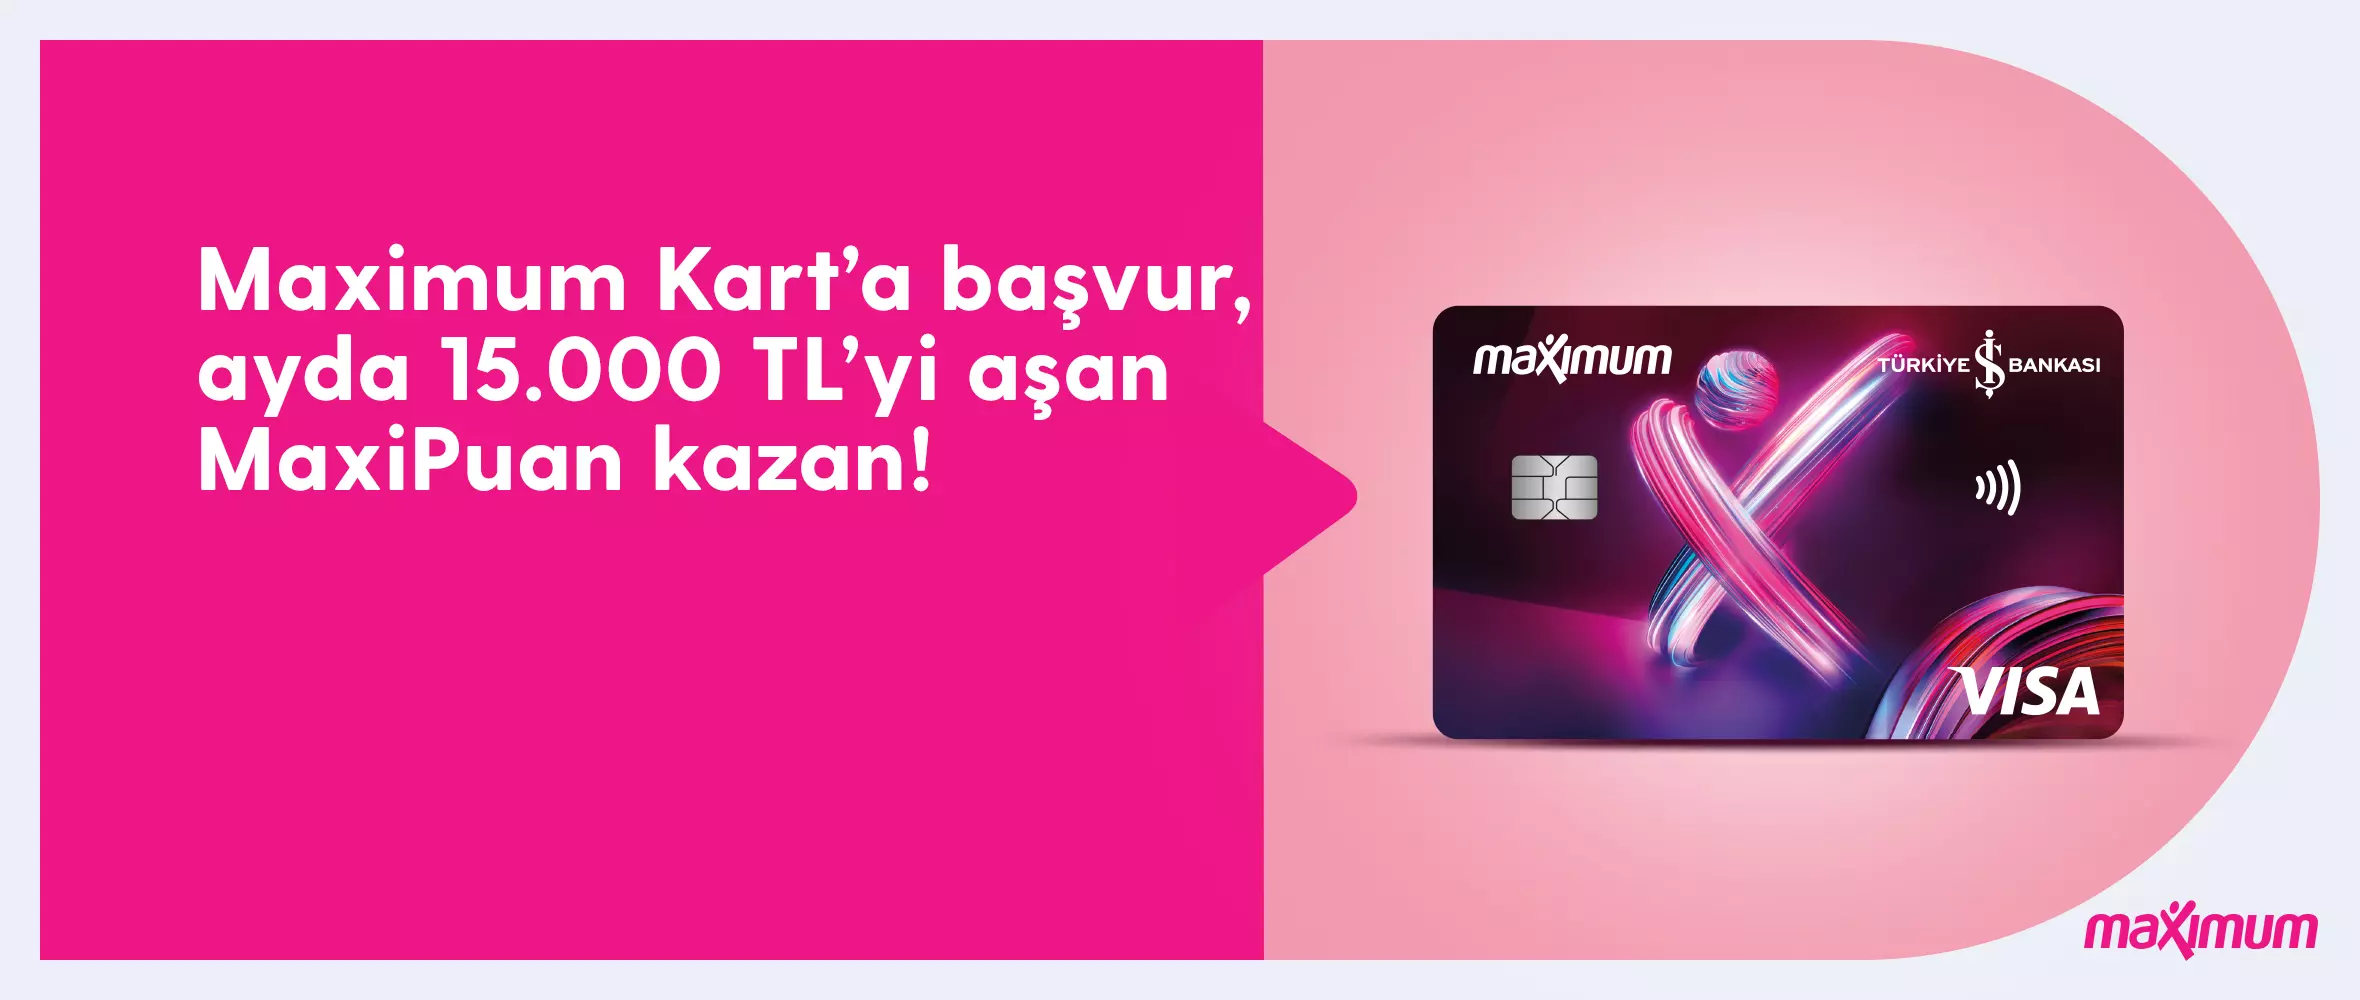 Maximum Kart’a başvur,
ayda 15.000 TL’yi aşan
MaxiPuan kazan!
maximum
TÜRKİYE İŞ BANKASI
VISA
maximum